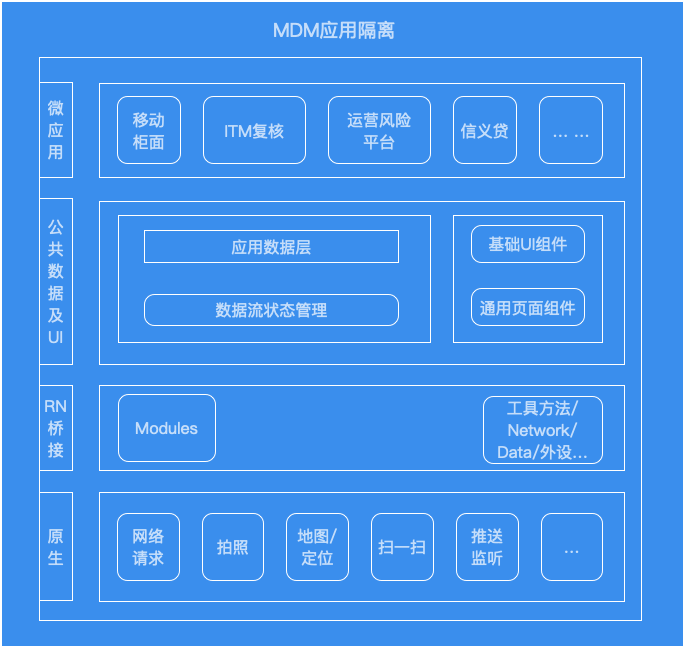 MDM应用隔离
微
应
用
移动
柜面
ITM复核
运营风险
平台
信义贷
... ...
公
共
数
据
及
UI
应用数据层
数据流状态管理
基础UI组件
通用页面组件
RN
桥
接
Modules
工具方法/
Network/
Data/外设...
原
生
网络
请求
拍照
地图/
定位
扫一扫
推送
监听
...